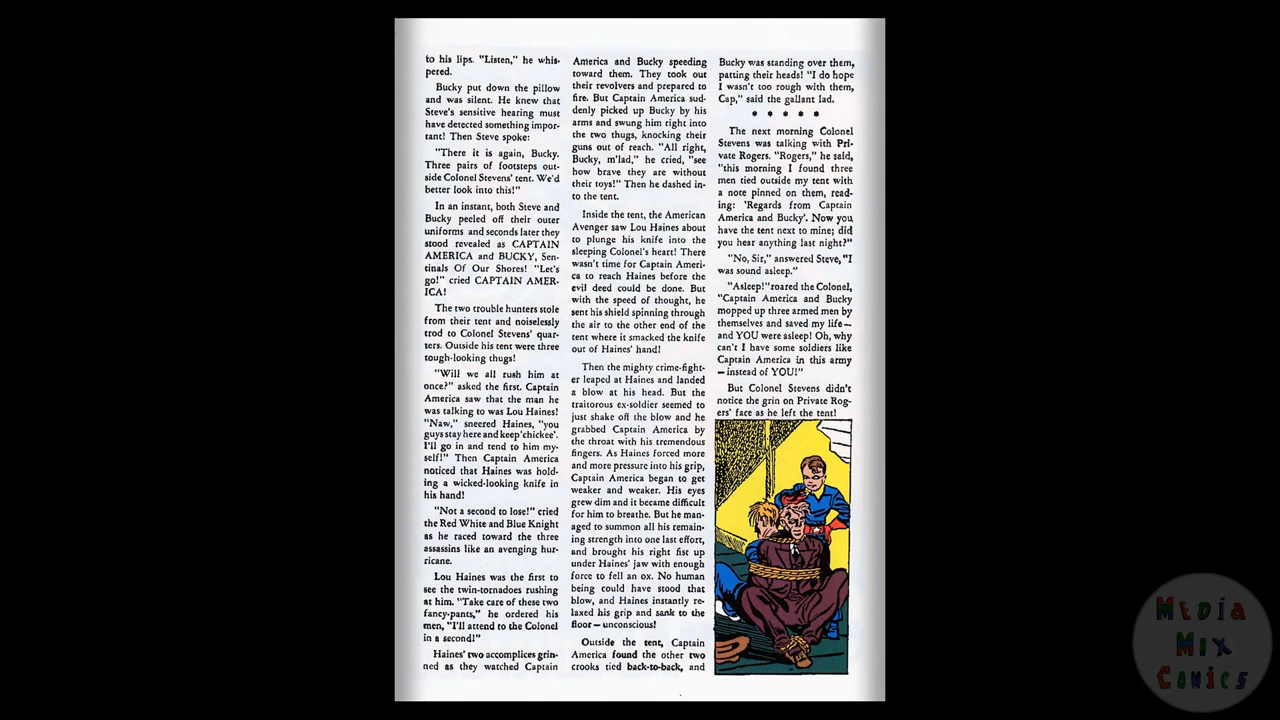 to his lips. "Listen," he whis-
pered.
Bucky put down the pillow
and was silent. He knew that
Steve's sensitive hearing must
have detected something impor-
tant! Then Steve spoke:
"There it is again, Bucky.
Three pairs of footsteps out-
side Colonel Stevens' tent. We'd
better look into this!"
In an instant, both Steve and
Bucky peeled off their outer
uniforms and seconds later they
stood revealed as CAPTAIN
AMERICA and BUCKY, Sen-
tinals Of Our Shores! "Let's
go!" cried CAPTAIN AMER-
ICA!
The two trouble hunters stole
from their tent and noiselessly
trod to Colonel Stevens' quar-
ters. Outside his tent were three
tough-looking thugs!
"Will we all rush him at
once?" asked the first. Captain
America saw that the man he
was talking to was Lou Haines!
"Naw," sneered Haines, "you
guys stay here and keep 'chickee'.
I'll go in and tend to him my-
self!" Then Captain America
noticed that Haines was hold-
ing a wicked-looking knife in
his hand!
"Not a second to lose!" cried
the Red White and Blue Knight
as he raced toward the three
assassins like an avenging hur-
ricane.
Lou Haines was the first to
see the twin-tornadoes rushing
at him. "Take care of these two
fancy-pants," he ordered his
men, "I'll attend to the Colonel
in a second!"
Haines' two accomplices grin-
ned as they watched Captain
America and Bucky speeding
toward them. They took out
their revolvers and prepared to
fire. But Captain America sud-
denly picked up Bucky by his
arms and swung him right into
the two thugs, knocking their
guns out of reach. "All right,
Bucky, m'lad," he cried, "see
how brave they are without
their toys!" Then he dashed in-
to the tent.
Inside the tent, the American
Avenger saw Lou Haines about
to plunge his knife into the
sleeping Colonel's heart! There
wasn't time for Captain Ameri-
ca to reach Haines before the
evil deed could be done. But
with the speed of thought, he
sent his shield spinning through
the air to the other end of the
tent where it smacked the knife
out of Haines' hand!
Then the mighty crime-fight-
er leaped at Haines and landed
a blow at his head. But the
traitorous ex-soldier seemed to
just shake off the blow and he
grabbed Captain America by
the throat with his tremendous
fingers. As Haines forced more
and more pressure into his grip,
Captain America began to get
weaker and weaker. His eyes
grew dim and it became difficult
for him to breathe. But he man-
aged to summon all his remain-
ing strength into one last effort,
and brought his right fist up
under Haines' jaw with enough
force to fell an ox. No human
being could have stood that
blow, and Haines instantly re-
laxed his grip and sank to the
floor—unconscious!
Outside the tent, Captain
America found the other two
crooks tied back-to-back, and
Bucky was standing over them,
patting their heads! "I do hope
I wasn't too rough with them,
Cap," said the gallant lad.
* * * * *
The next morning Colonel
Stevens was talking with Pri-
vate Rogers. "Rogers," he said,
"this morning I found three
men tied outside my tent with
a note pinned on them, read-
ing: 'Regards from Captain
America and Bucky'. Now you
have the tent next to mine; did
you hear anything last night?"
"No, Sir," answered Steve, "I
was sound asleep."
"Asleep!" roared the Colonel,
"Captain America and Bucky
mopped up three armed men by
themselves and saved my life—
and YOU were asleep! Oh, why
can't I have some soldiers like
Captain America in this army
—instead of YOU!"
But Colonel Stevens didn't
notice the grin on Private Rog-
ers' face as he left the tent!
MEDIA
MIX
COMICS